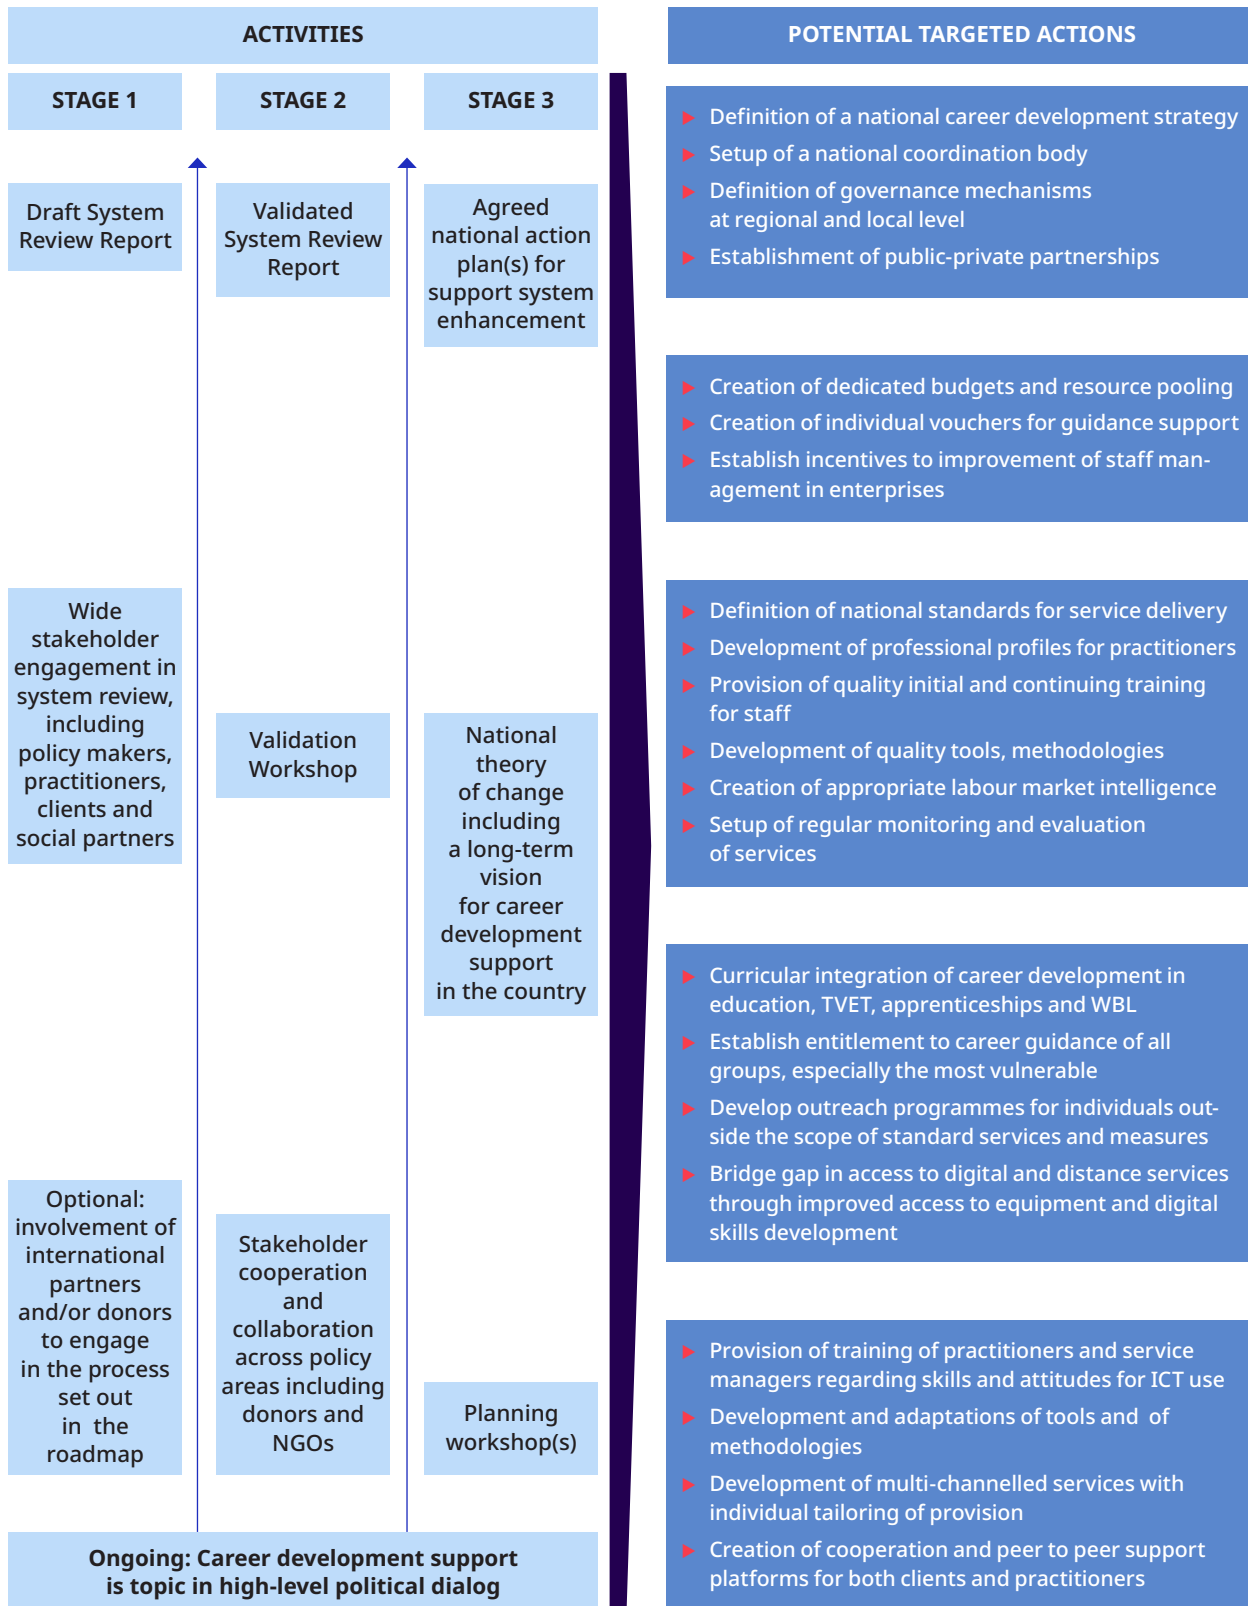 ACTIVITIES
STAGE 1
Draft System
Review Report
Wide
stakeholder
engagement in
system review,
including
policy makers,
practitioners,
clients and
social partners
Optional:
involvement of
international
partners
and/or donors
to engage
in the process
set out
in the
roadmap
STAGE 2
Validated
System Review
Report
Validation
Workshop
Stakeholder
cooperation
and
collaboration
across policy
areas including
donors and
NGOs
STAGE 3
Agreed
national action
plan(s) for
support system
enhancement
National
theory
of change
including
a long-term
vision
for career
development
support
in the country
Planning
workshop(s)
Ongoing: Career development support
is topic in high-level political dialog
POTENTIAL TARGETED ACTIONS
Definition of a national career development strategy
Setup of a national coordination body
Definition of governance mechanisms
at regional and local level
Establishment of public-private partnerships
Creation of dedicated budgets and resource pooling
Creation of individual vouchers for guidance support
Establish incentives to improvement of staff man-
agement in enterprises
Definition of national standards for service delivery
Development of professional profiles for practitioners
Provision of quality initial and continuing training
for staff
Development of quality tools, methodologies
Creation of appropriate labour market intelligence
Setup of regular monitoring and evaluation
of services
Curricular integration of career development in
education, TVET, apprenticeships and WBL
Establish entitlement to career guidance of all
groups, especially the most vulnerable
Develop outreach programmes for individuals out-
side the scope of standard services and measures
Bridge gap in access to digital and distance services
through improved access to equipment and digital
skills development
Provision of training of practitioners and service
managers regarding skills and attitudes for ICT use
Development and adaptations of tools and of
methodologies
Development of multi-channelled services with
individual tailoring of provision
Creation of cooperation and peer to peer support
platforms for both clients and practitioners